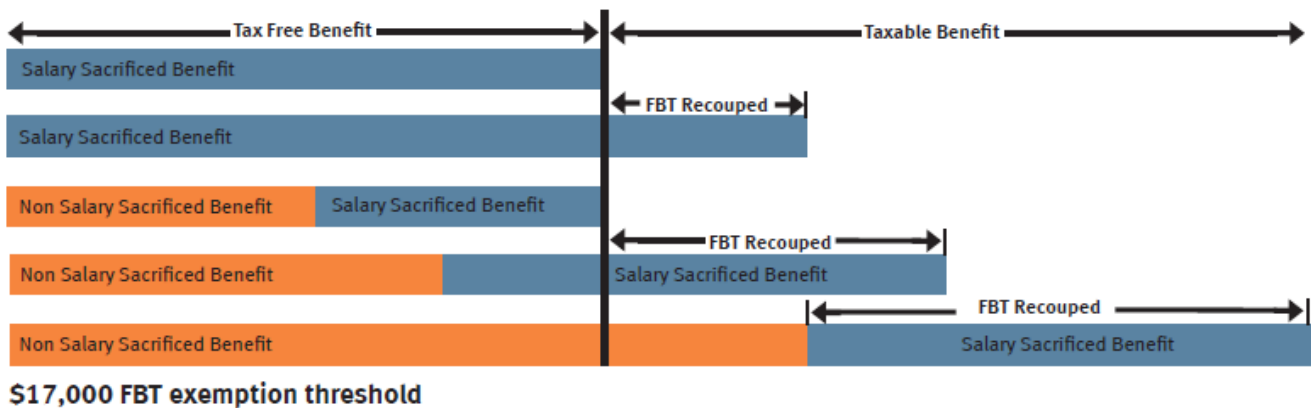 Tax Free Benefit
Taxable Benefit
Salary Sacrificed Benefit
FBT Recouped
Salary Sacrificed Benefit
Non Salary Sacrificed Benefit
Salary Sacrificed Benefit
FBT Recouped
Non Salary Sacrificed Benefit
Salary Sacrificed Benefit
FBT Recouped
Non Salary Sacrificed Benefit
Salary Sacrificed Benefit
$17,000 FBT exemption threshold